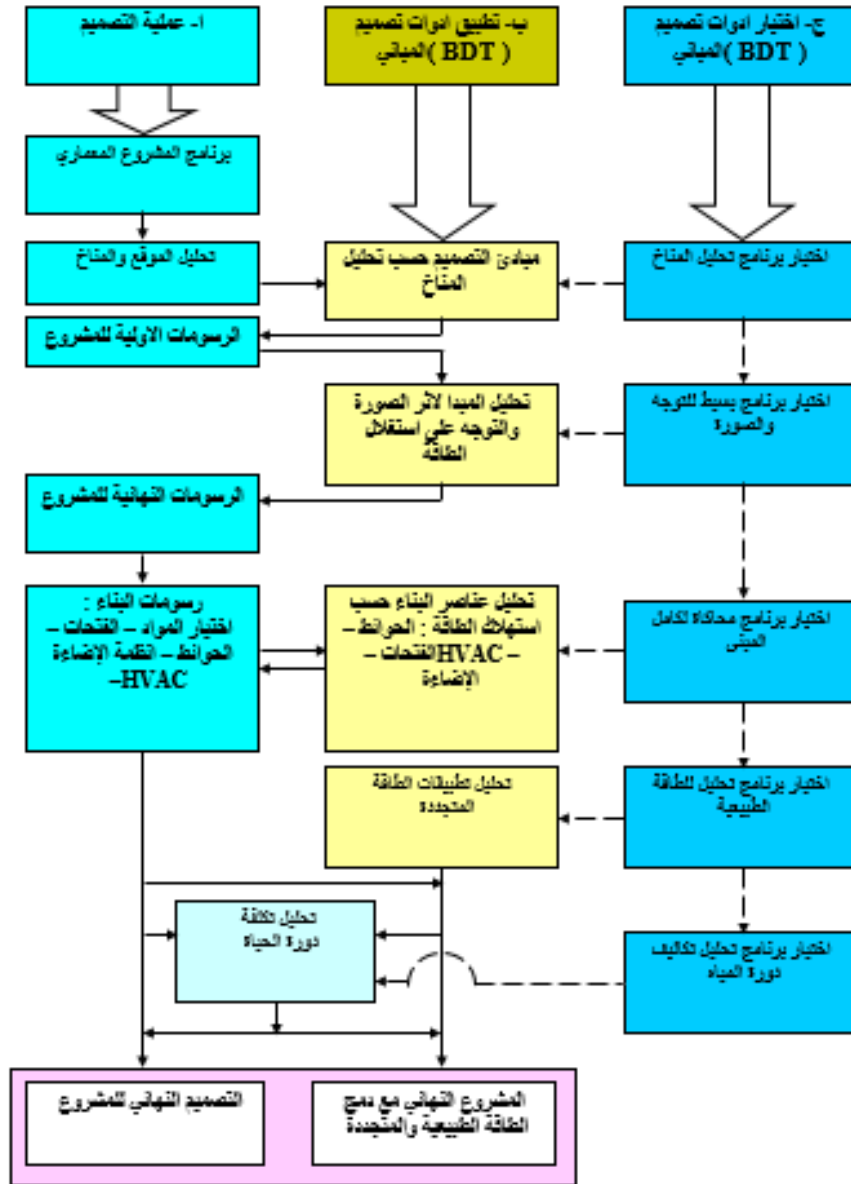 ا- عملية التصميم
ب- تطبيق ادوات تصميم
المباني( BDT )
ج- اختيار ادوات تصميم
المباني( BDT )
برنامج المشروع المعماري
تحليل الموقع والمناخ
مبادئ التصميم حسب تحليل
المناخ
اختيار برنامج تحليل المناخ
الرسومات الاولية للمشروع
تحليل المبدا لاثر الصورة
والتوجه على استغلال
الطاقه
اختيار برنامج بسيط للتوجه
والصورة
الرسومات النهائية للمشروع
رسومات البناء :
اختيار المواد – الفتحات –
الحوائط – انظمة الإضاءة
–HVAC
تحليل عناصر البناء حسب
استهلاك الطاقة : الحوائط –
الفتحات – HVAC –
الإضاءة
اختيار برنامج محاكاة لكامل
المبنى
تحليل تطبيقات الطاقة
المتجددة
اختيار برنامج تحليل للطاقة
الطبيعية
تحليل تكلفة
دورة الحياة
اختيار برنامج تحليل تكاليف
دورة المياه
التصميم النهائي للمشروع
المشروع النهائي مع دمج
الطاقة الطبيعية والمتجددة